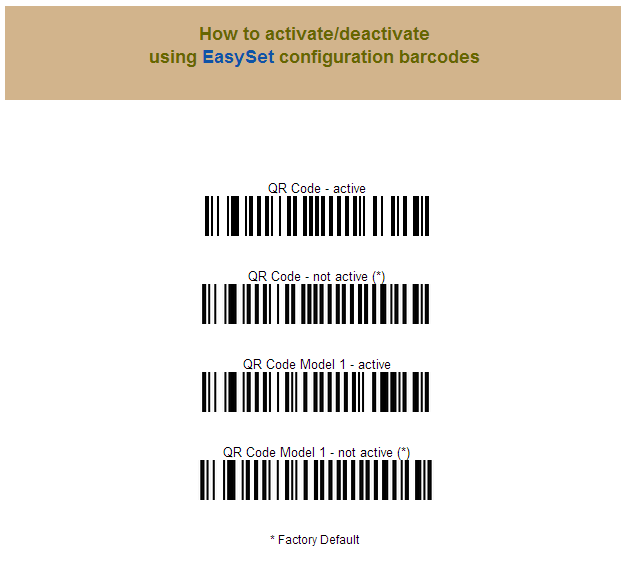 How to activate/deactivate
using EasySet configuration barcodes
QR Code - active
QR Code - not active (*)
QR Code Model 1 - active
QR Code Model 1 - not active (*)
* Factory Default